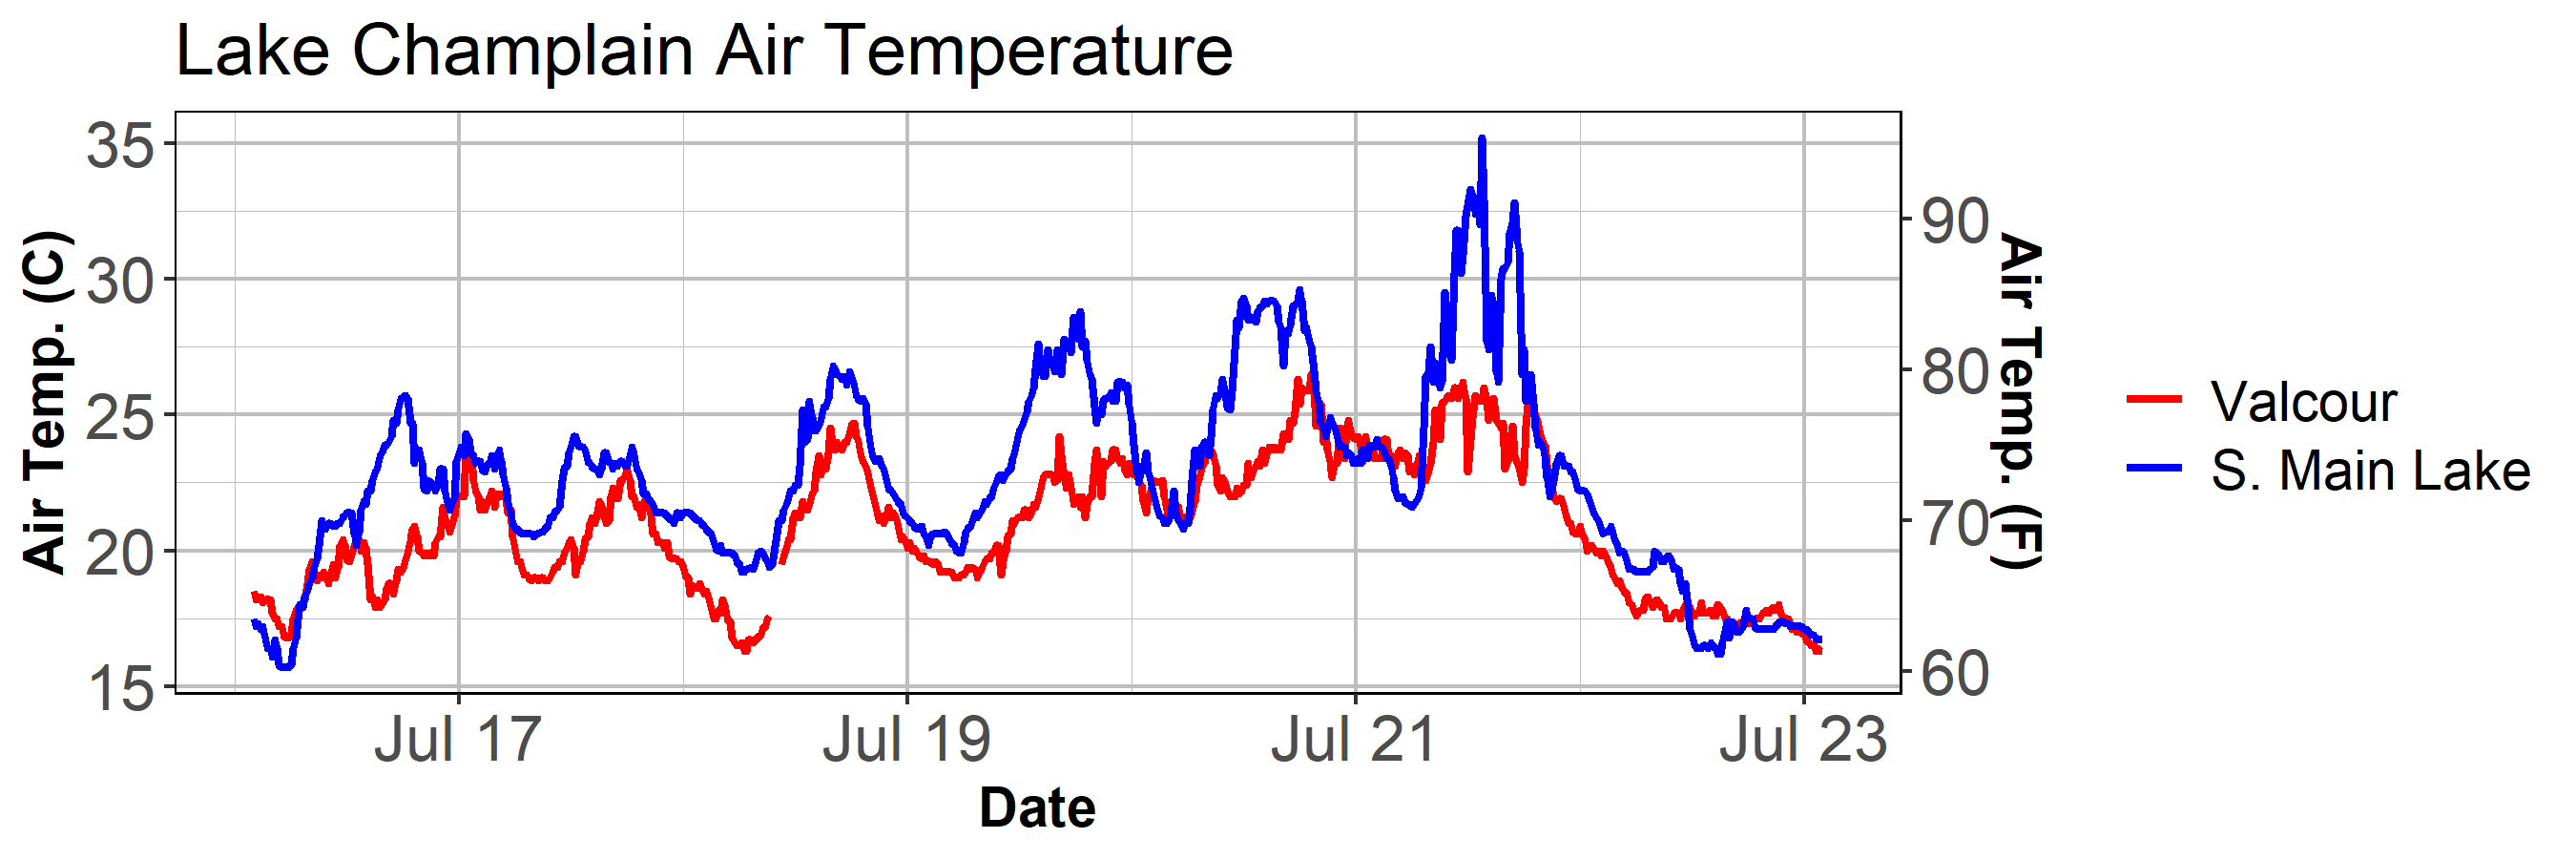 Lake Champlain Air Temperature
Air Temp. (C)
35
30
25
20
15
90
80
70
60
Air Temp. (F)
Jul 17
Jul 19
Jul 21
Jul 23
Date
Valcour
S. Main Lake